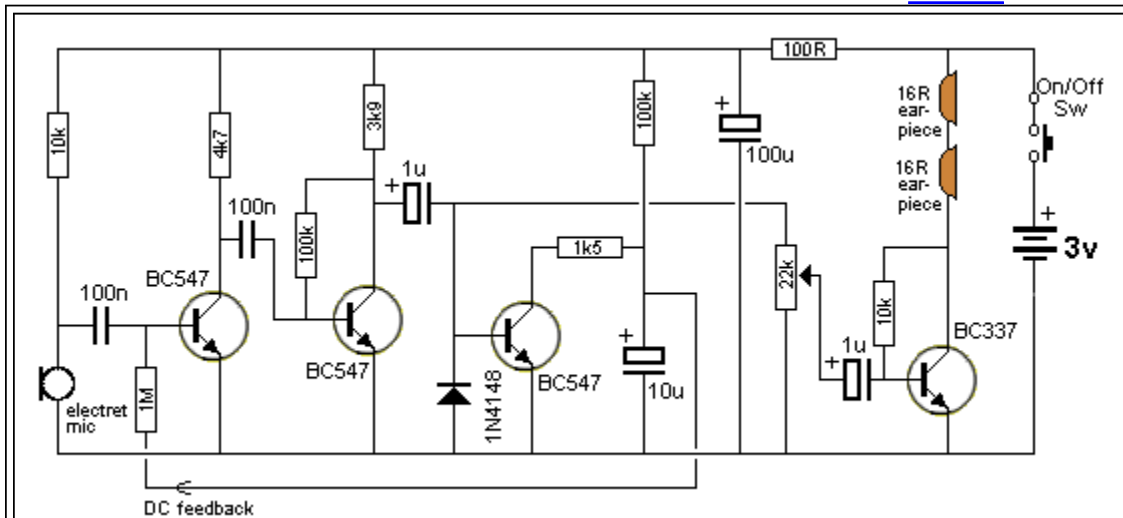 100R
On/Off
Sw
16R
ear-
piece
10k
4k7
3k9
100k
100u
1u
16R
ear-
piece
100n
100k
1k5
22k
3v
BC547
100n
10k
BC337
BC547
BC547
10u
1M
electret
mic
1N4148
DC feedback